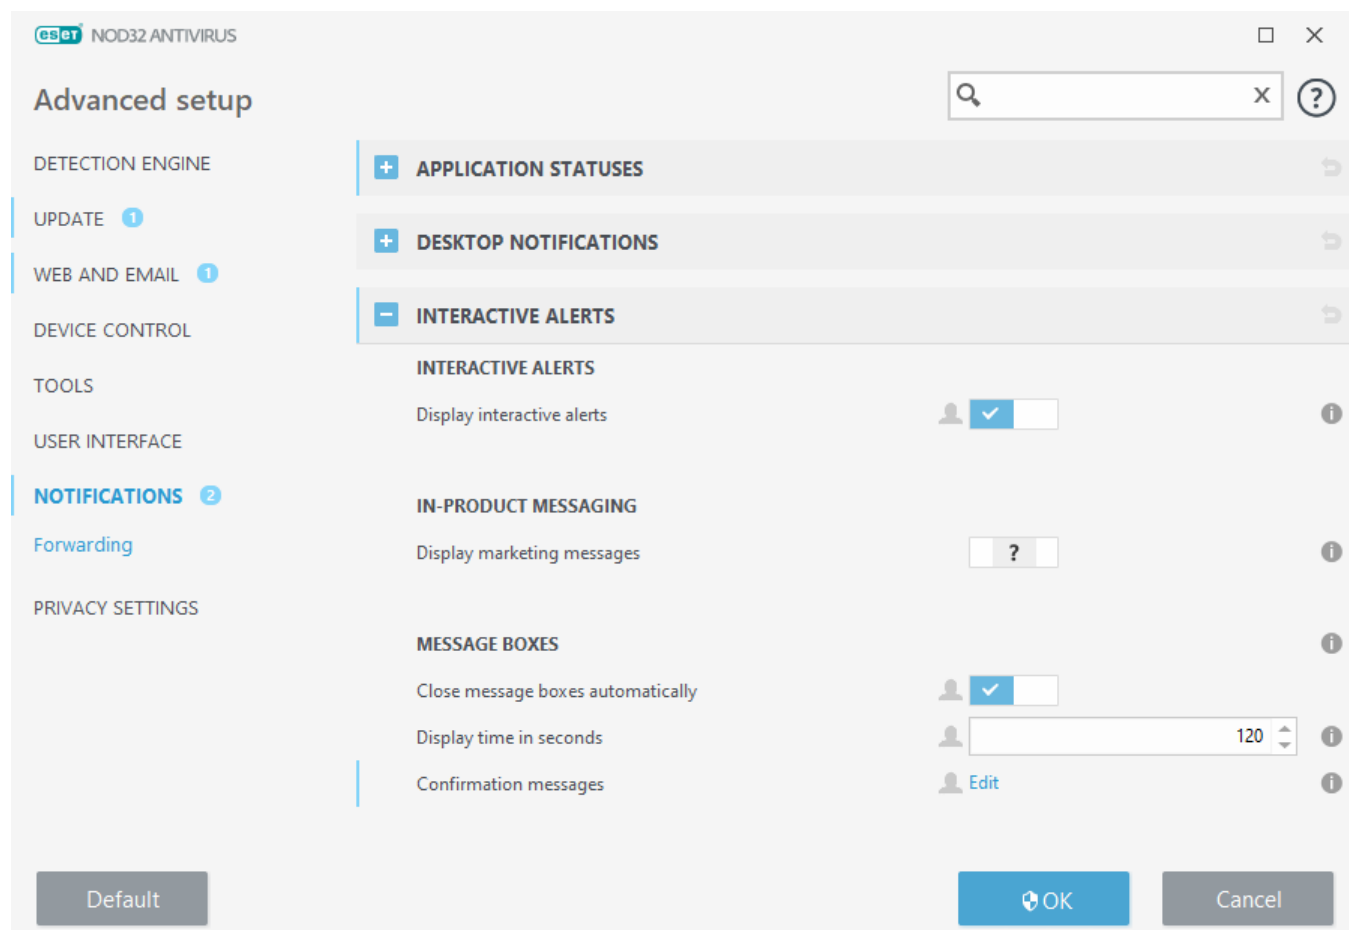 eset NOD32 ANTIVIRUS
Advanced setup
x
?
DETECTION ENGINE
UPDATE 1
WEB AND EMAIL 1
DEVICE CONTROL
TOOLS
USER INTERFACE
NOTIFICATIONS 2
Forwarding
PRIVACY SETTINGS
APPLICATION STATUSES
DESKTOP NOTIFICATIONS
INTERACTIVE ALERTS
INTERACTIVE ALERTS
Display interactive alerts
IN-PRODUCT MESSAGING
Display marketing messages ?
MESSAGE BOXES
Close message boxes automatically
Display time in seconds 120
Confirmation messages Edit
Default
OK
Cancel